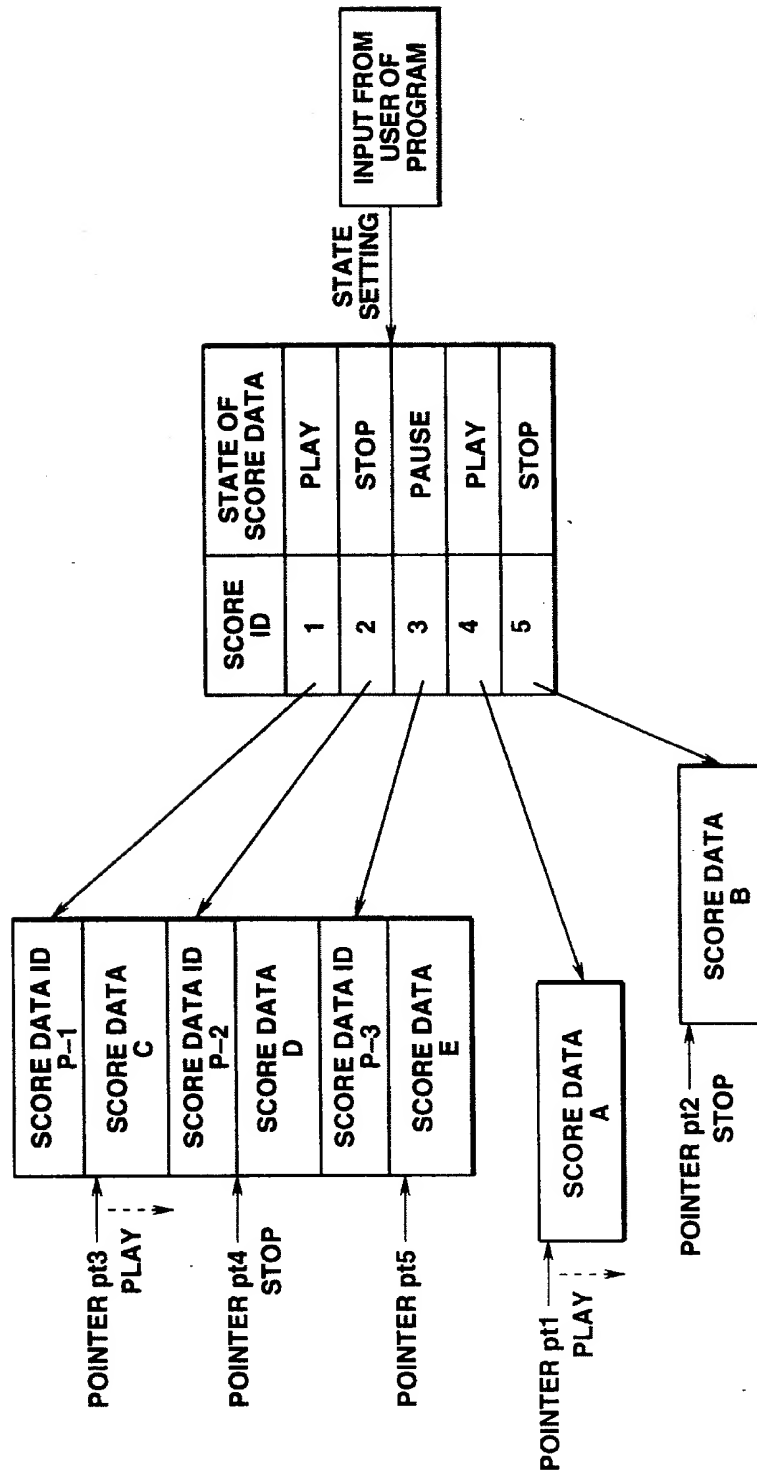 SCORE DATA ID
P–1
SCORE DATA
C
SCORE DATA ID
P–2
SCORE DATA
D
SCORE DATA ID
P–3
SCORE DATA
E
POINTER pt3
PLAY
POINTER pt4
STOP
POINTER pt5
POINTER pt1
PLAY
SCORE DATA
A
POINTER pt2
STOP
SCORE DATA
B
SCORE
ID
STATE OF
SCORE DATA
1
PLAY
2
STOP
3
PAUSE
4
PLAY
5
STOP
STATE
SETTING
INPUT FROM
USER OF
PROGRAM